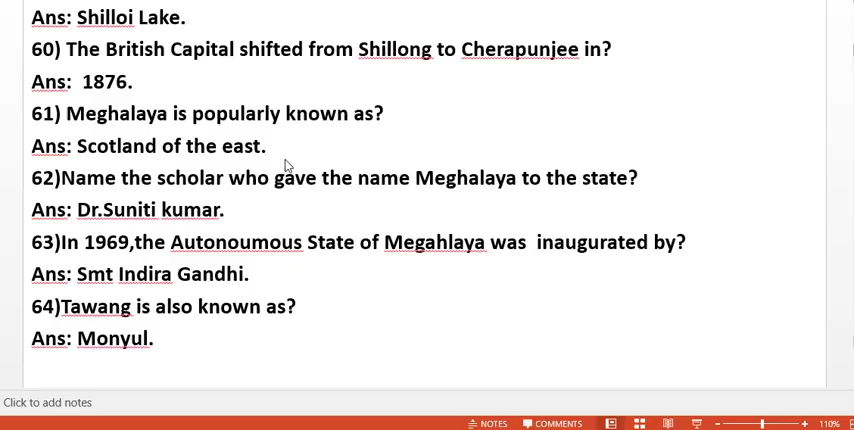 Ans: Shilloi Lake.
60) The British Capital shifted from Shillong to Cherapunjee in?
Ans:  1876.
61) Meghalaya is popularly known as?
Ans: Scotland of the east.
62)Name the scholar who gave the name Meghalaya to the state?
Ans: Dr.Suniti kumar.
63)In 1969,the Autonoumous State of Megahlaya was  inaugurated by?
Ans: Smt Indira Gandhi.
64)Tawang is also known as?
Ans: Monyul.
Click to add notes
NOTES COMMENTS 110%